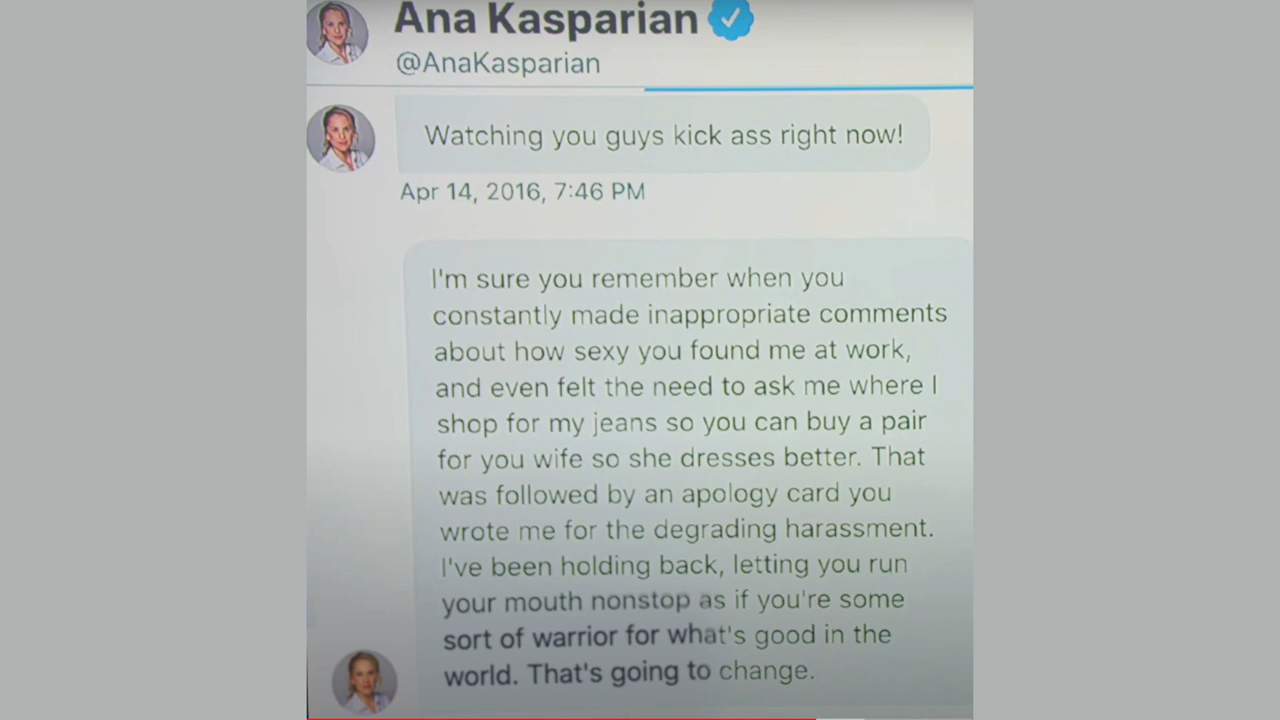 Ana Kasparian
@AnaKasparian
Watching you guys kick ass right now!
Apr 14, 2016, 7:46 PM
I'm sure you remember when you
constantly made inappropriate comments
about how sexy you found me at work,
and even felt the need to ask me where I
shop for my jeans so you can buy a pair
for you wife so she dresses better. That
was followed by an apology card you
wrote me for the degrading harassment.
I've been holding back, letting you run
your mouth nonstop as if you're some
sort of warrior for what's good in the
world. That's going to change.